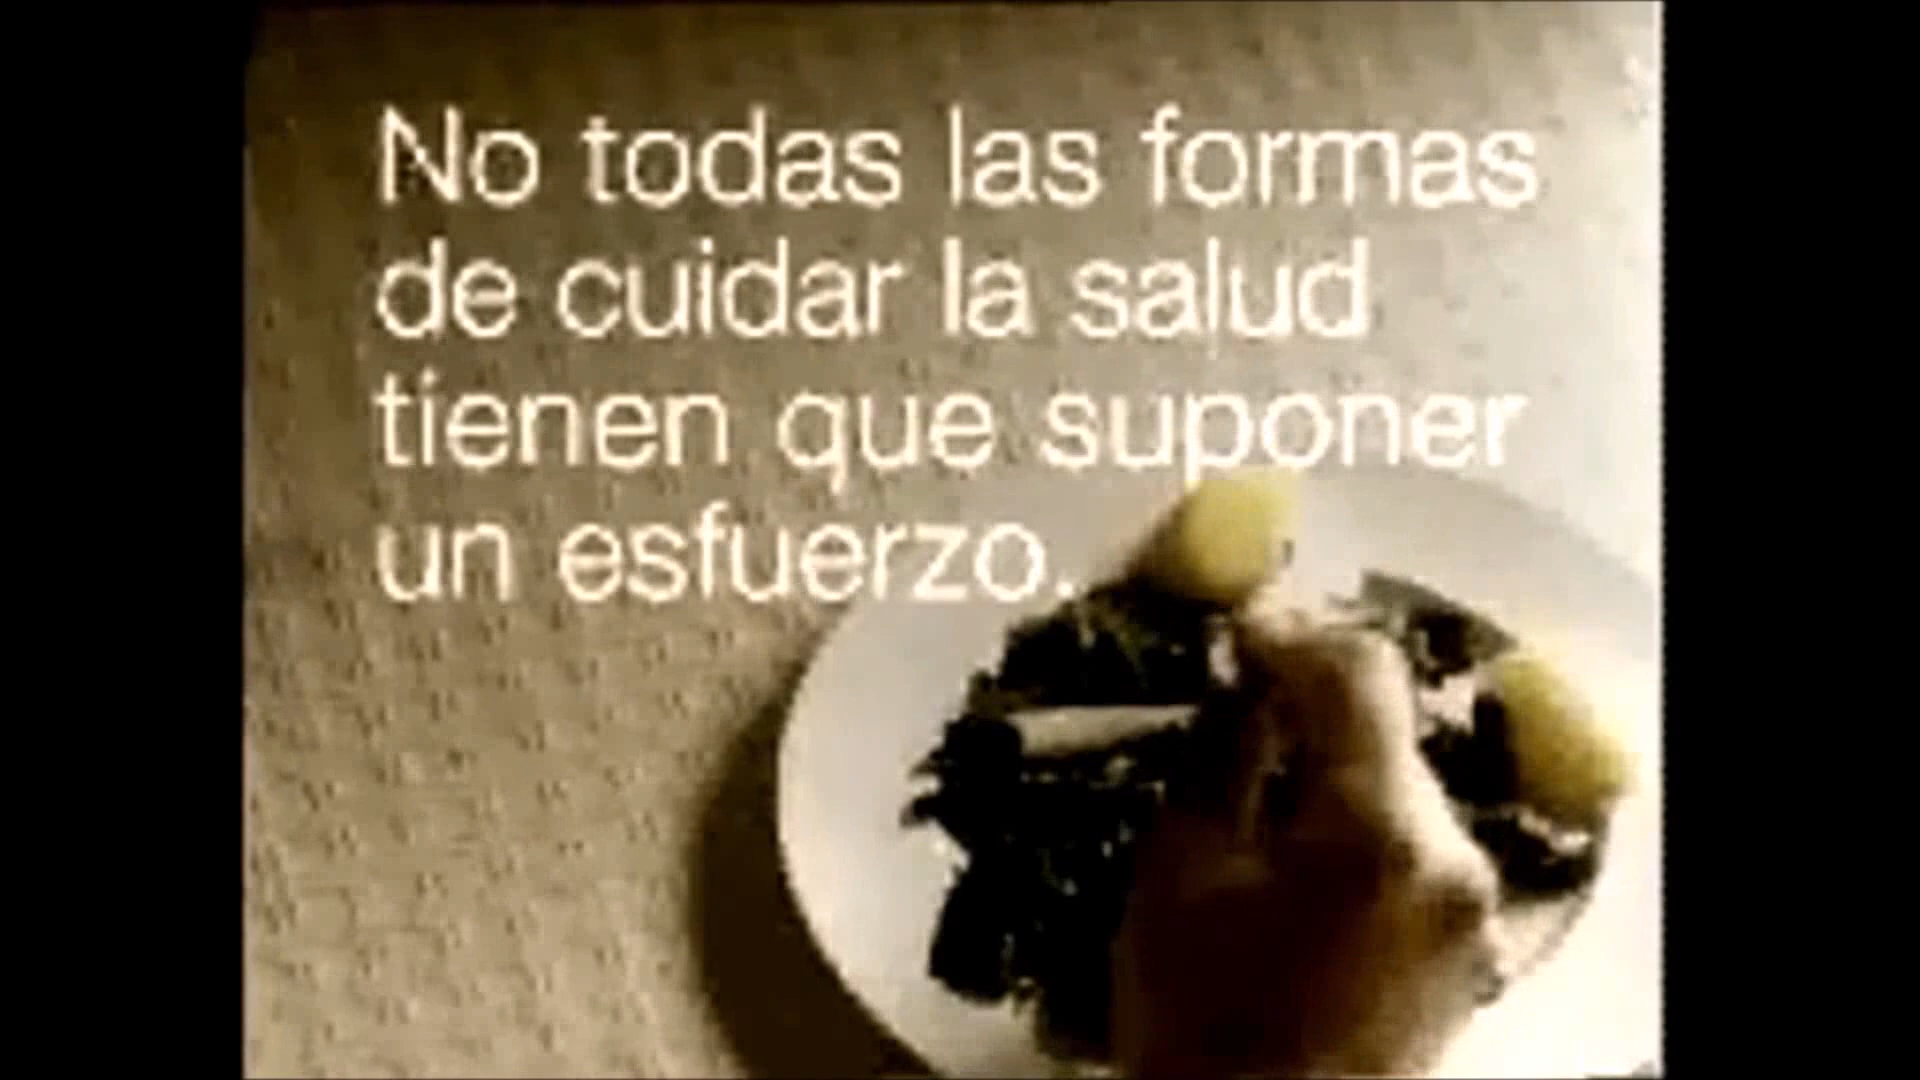 No todas las formas
de cuidar la salud
tienen que suponer
un esfuerzo.